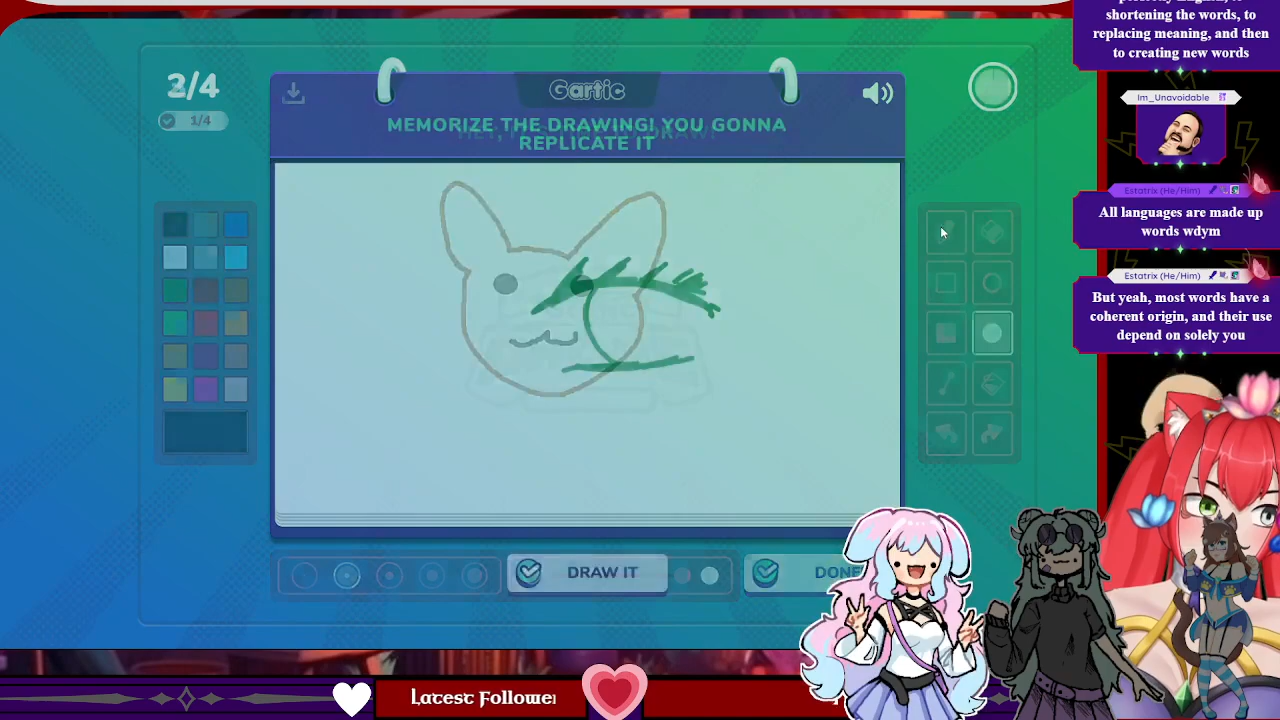 shortening the words, to
replacing meaning, and then
to creating new words
2/4
1/4
Gartic
MEMORIZE THE DRAWING! YOU GONNA
REPLICATE IT
Im_Unavoidable
Estatrix (He/Him)
All languages are made up
words wdym
Estatrix (He/Him)
But yeah, most words have a
coherent origin, and their use
depend on solely you
DRAW IT
DONE
Latest Follower